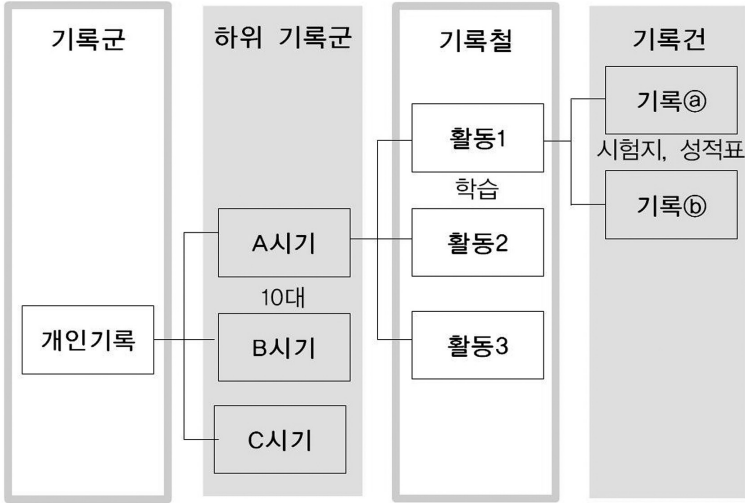 기록군
하위 기록군
기록철
기록건
개인기록
A시기
10대
B시기
C시기
활동1
학습
활동2
활동3
기록ⓐ
시험지, 성적표
기록ⓑ